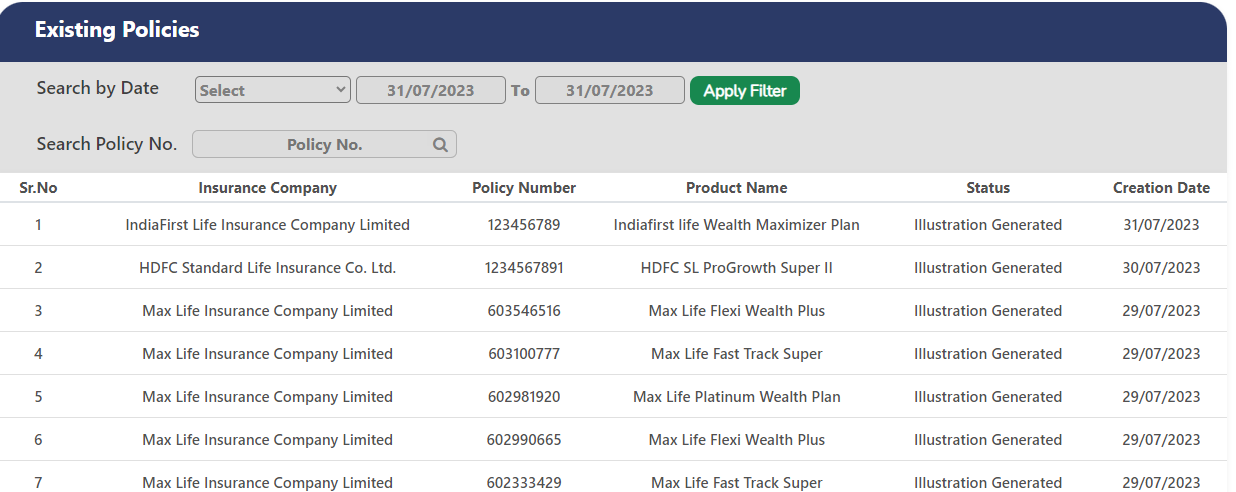 Existing Policies
Search by Date Select 31/07/2023 To 31/07/2023 Apply Filter
Search Policy No. Policy No.
Sr.No Insurance Company Policy Number Product Name Status Creation Date
1 IndiaFirst Life Insurance Company Limited 123456789 Indiafirst life Wealth Maximizer Plan Illustration Generated 31/07/2023
2 HDFC Standard Life Insurance Co. Ltd. 1234567891 HDFC SL ProGrowth Super II Illustration Generated 30/07/2023
3 Max Life Insurance Company Limited 603546516 Max Life Flexi Wealth Plus Illustration Generated 29/07/2023
4 Max Life Insurance Company Limited 603100777 Max Life Fast Track Super Illustration Generated 29/07/2023
5 Max Life Insurance Company Limited 602981920 Max Life Platinum Wealth Plan Illustration Generated 29/07/2023
6 Max Life Insurance Company Limited 602990665 Max Life Flexi Wealth Plus Illustration Generated 29/07/2023
7 Max Life Insurance Company Limited 602333429 Max Life Fast Track Super Illustration Generated 29/07/2023